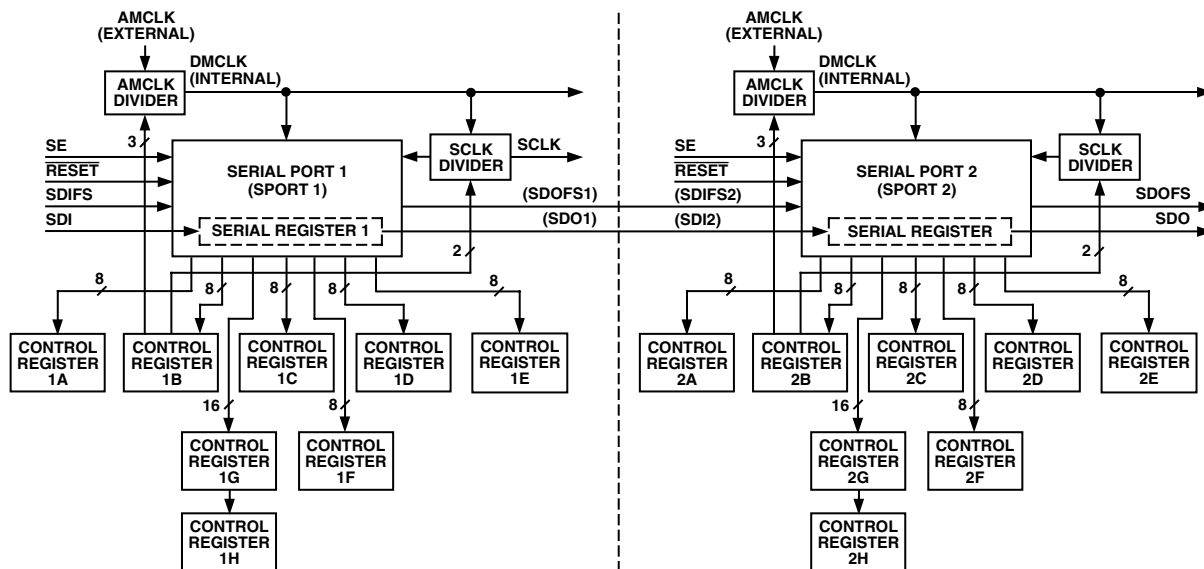 AMCLK
(EXTERNAL)
DMCLK
(INTERNAL)
AMCLK
DIVIDER
3
SE
RESET
SDIFS
SDI
SERIAL PORT 1
(SPORT 1)
SERIAL REGISTER 1
SCLK
DIVIDER
SCLK
(SDOFS1)
(SDO1)
2
8
8
8
8
8
CONTROL
REGISTER
1A
CONTROL
REGISTER
1B
CONTROL
REGISTER
1C
CONTROL
REGISTER
1D
CONTROL
REGISTER
1E
16
8
CONTROL
REGISTER
1G
CONTROL
REGISTER
1F
CONTROL
REGISTER
1H
AMCLK
(EXTERNAL)
DMCLK
(INTERNAL)
AMCLK
DIVIDER
3
SE
RESET
(SDIFS2)
(SDI2)
SERIAL PORT 2
(SPORT 2)
SERIAL REGISTER
SCLK
DIVIDER
SDOFS
SDO
2
8
8
8
8
8
CONTROL
REGISTER
2A
CONTROL
REGISTER
2B
CONTROL
REGISTER
2C
CONTROL
REGISTER
2D
CONTROL
REGISTER
2E
16
8
CONTROL
REGISTER
2G
CONTROL
REGISTER
2F
CONTROL
REGISTER
2H